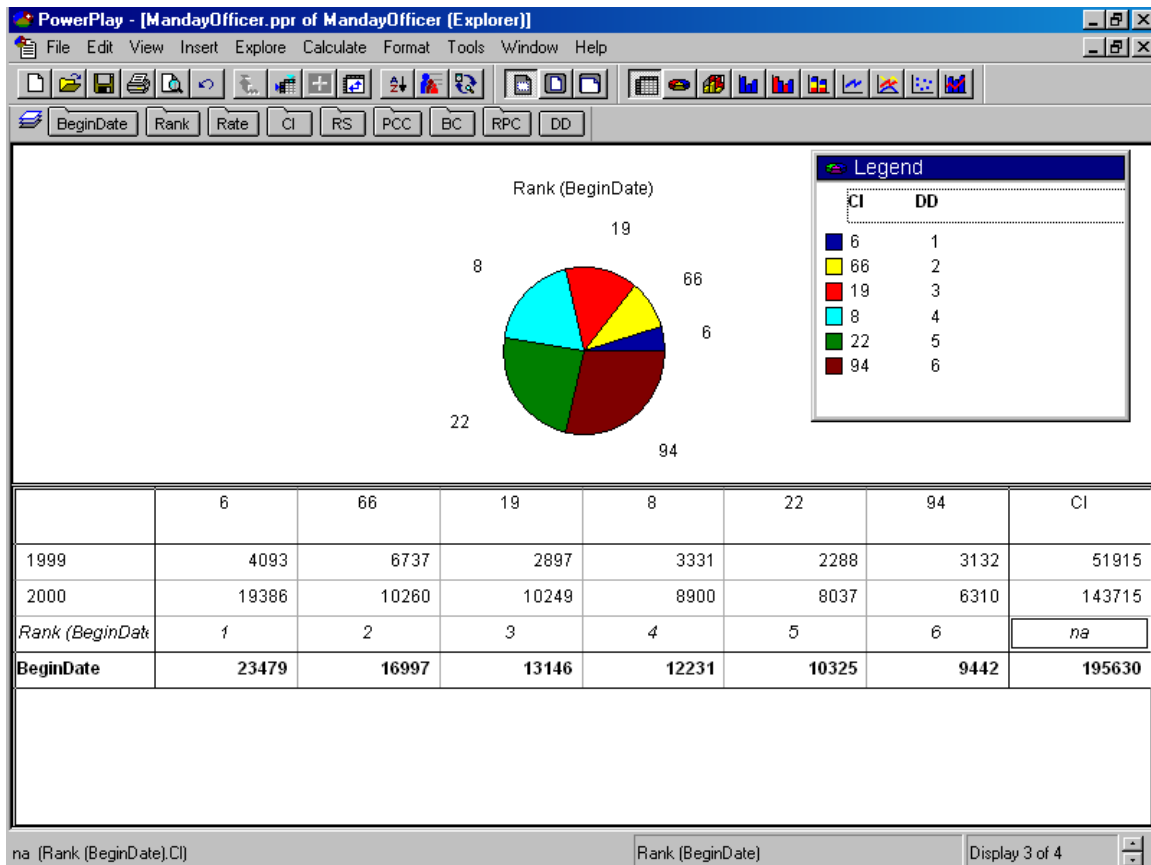 PowerPlay - [MandayOfficer.ppr of MandayOfficer (Explorer)]
File Edit View Insert Explore Calculate Format Tools Window Help
BeginDate Rank Rate CI RS PCC BC RPC DD
Rank (BeginDate)
19
8
66
6
22
94
Legend
CI DD
6 1
66 2
19 3
8 4
22 5
94 6
6 66 19 8 22 94 CI
1999 4093 6737 2897 3331 2288 3132 51915
2000 19386 10260 10249 8900 8037 6310 143715
Rank (BeginDate 1 2 3 4 5 6 na
BeginDate 23479 16997 13146 12231 10325 9442 195630
na (Rank (BeginDate).CI) Rank (BeginDate) Display 3 of 4